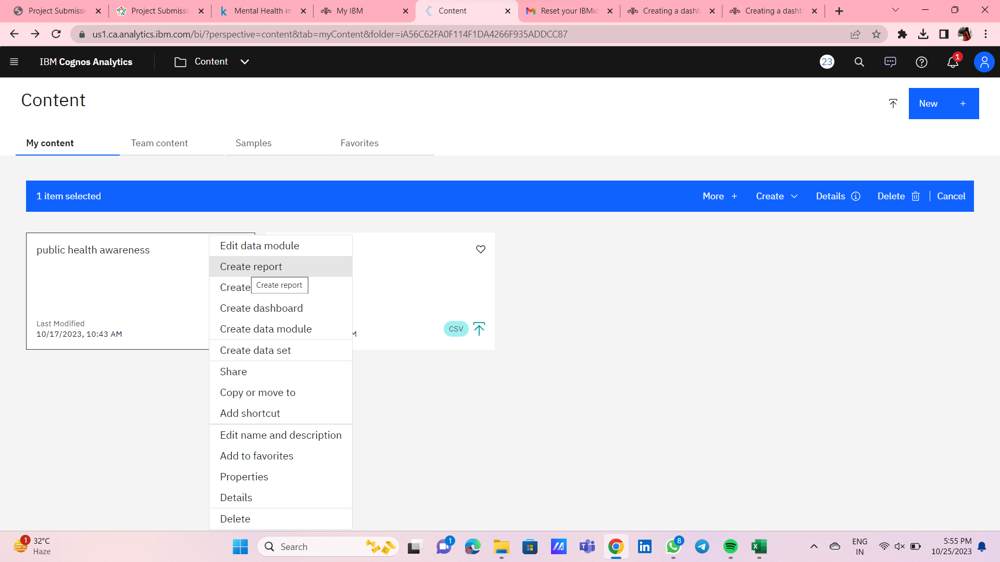 Project Submissi
Project Submissi
Mental Health in
My IBM
Content
Reset your IBMid
Creating a dashb
Creating a dashb
us1.ca.analytics.ibm.com/bi/?perspective=content&tab=myContent&folder=iA56C62FA0F114F1DA4266F935ADDCC87
IBM Cognos Analytics
Content
23
1
Content
New +
My content
Team content
Samples
Favorites
1 item selected
More +
Create
Details
Delete
Cancel
public health awareness
Last Modified
10/17/2023, 10:43 AM
Edit data module
Create report
Create
Create report
Create dashboard
Create data module
Create data set
Share
Copy or move to
Add shortcut
Edit name and description
Add to favorites
Properties
Details
Delete
M
CSV
1
32°C
Haze
Search
1
8
ENG
IN
5:55 PM
10/25/2023